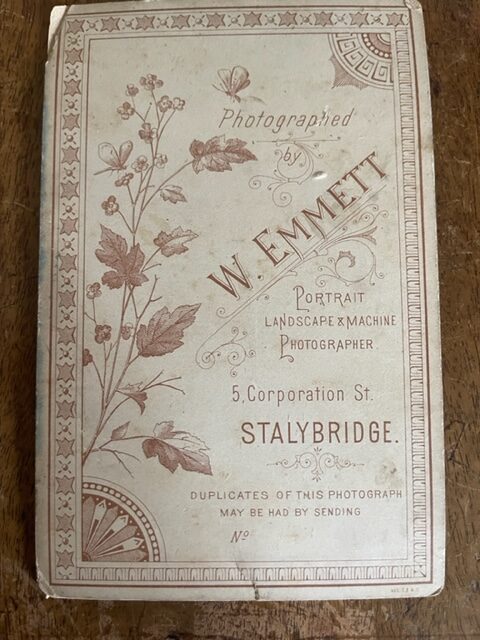 Photographed
by
W. EMMETT
PORTRAIT
LANDSCAPE & MACHINE
PHOTOGRAPHER.
5, Corporation St.
STALYBRIDGE.
DUPLICATES OF THIS PHOTOGRAPH
MAY BE HAD BY SENDING
No